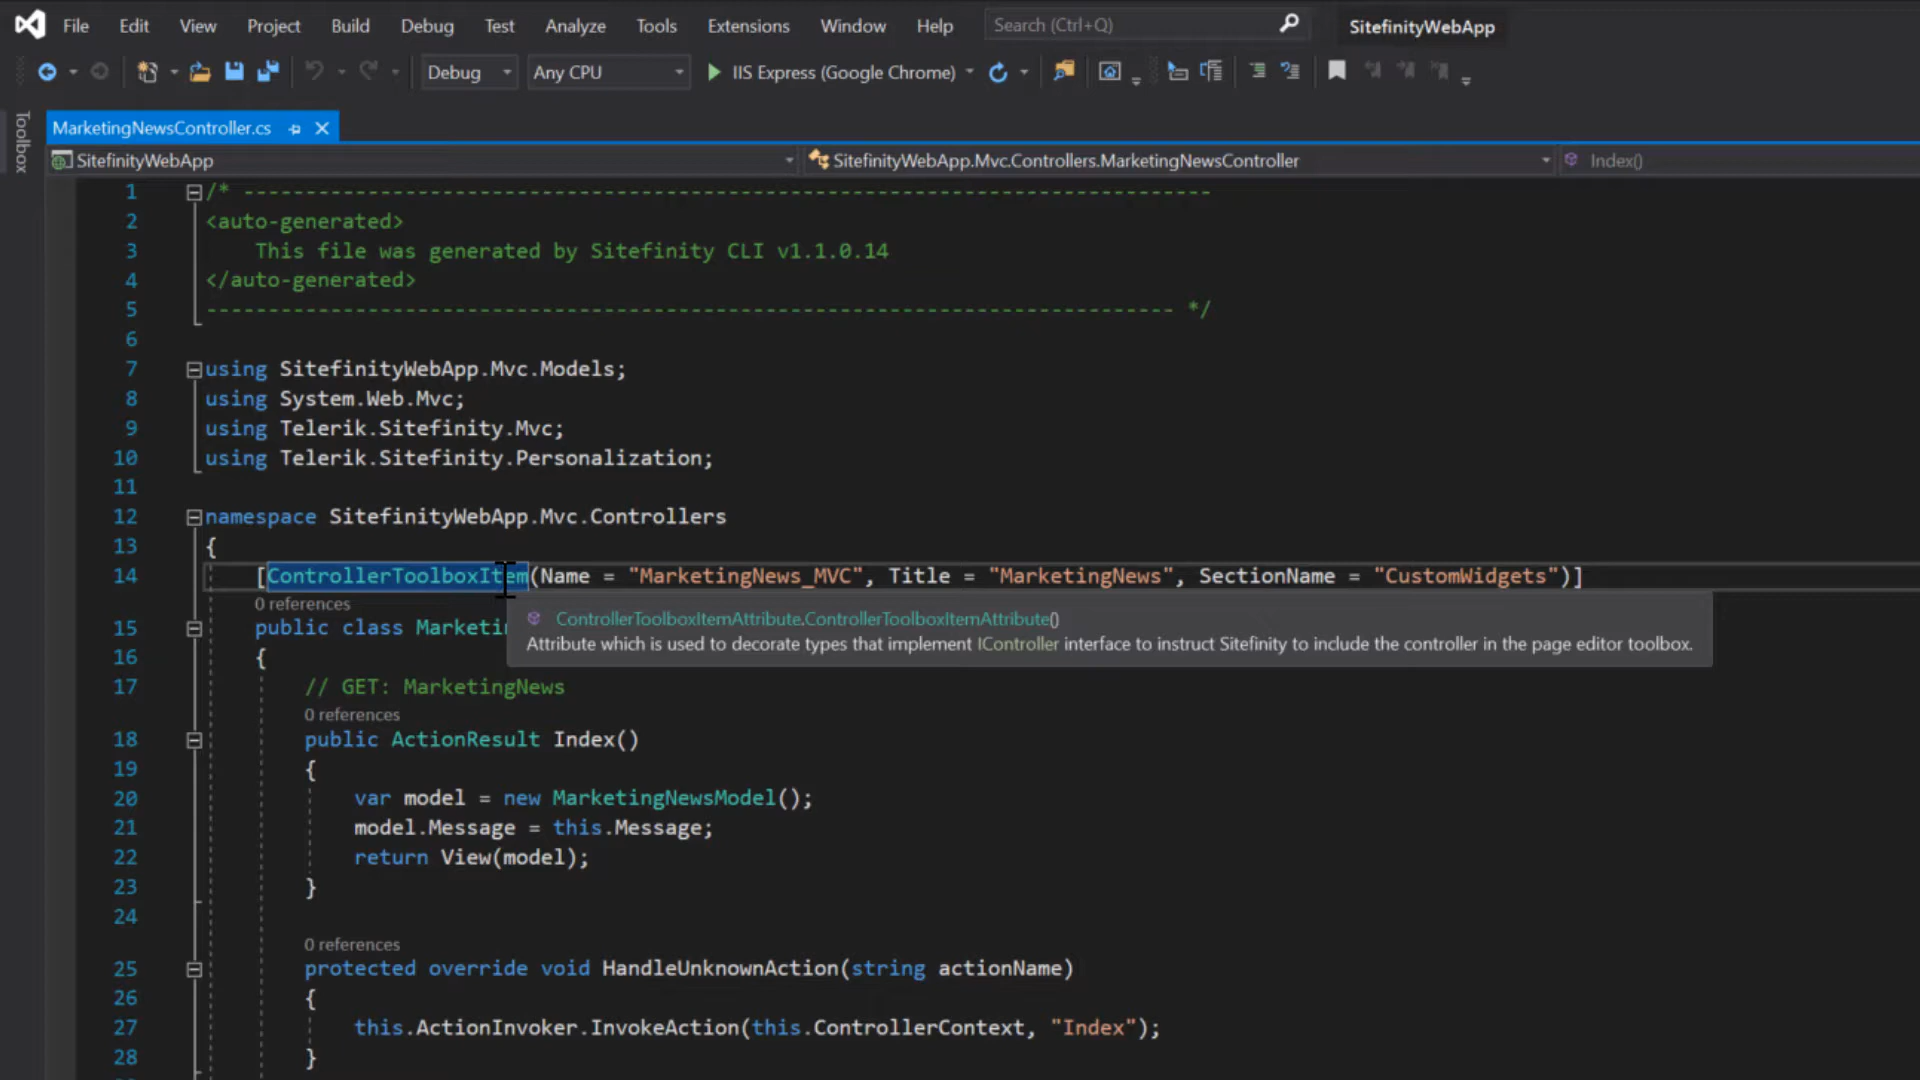 File Edit View Project Build Debug Test Analyze Tools Extensions Window Help Search (Ctrl+Q) SitefinityWebApp
Debug Any CPU IIS Express (Google Chrome)
Toolbox
MarketingNewsController.cs
SitefinityWebApp SitefinityWebApp.Mvc.Controllers.MarketingNewsController Index()
1 /* ------------------------------------------------------------------------------
2 <auto-generated>
3 This file was generated by Sitefinity CLI v1.1.0.14
4 </auto-generated>
5 ------------------------------------------------------------------------------ */
6
7 using SitefinityWebApp.Mvc.Models;
8 using System.Web.Mvc;
9 using Telerik.Sitefinity.Mvc;
10 using Telerik.Sitefinity.Personalization;
11
12 namespace SitefinityWebApp.Mvc.Controllers
13 {
14 [ControllerToolboxItem(Name = "MarketingNews_MVC", Title = "MarketingNews", SectionName = "CustomWidgets")]
0 references
ControllerToolboxItemAttribute.ControllerToolboxItemAttribute()
15 public class Marketin
Attribute which is used to decorate types that implement IController interface to instruct Sitefinity to include the controller in the page editor toolbox.
16 {
17 // GET: MarketingNews
0 references
18 public ActionResult Index()
19 {
20 var model = new MarketingNewsModel();
21 model.Message = this.Message;
22 return View(model);
23 }
24
0 references
25 protected override void HandleUnknownAction(string actionName)
26 {
27 this.ActionInvoker.InvokeAction(this.ControllerContext, "Index");
28 }